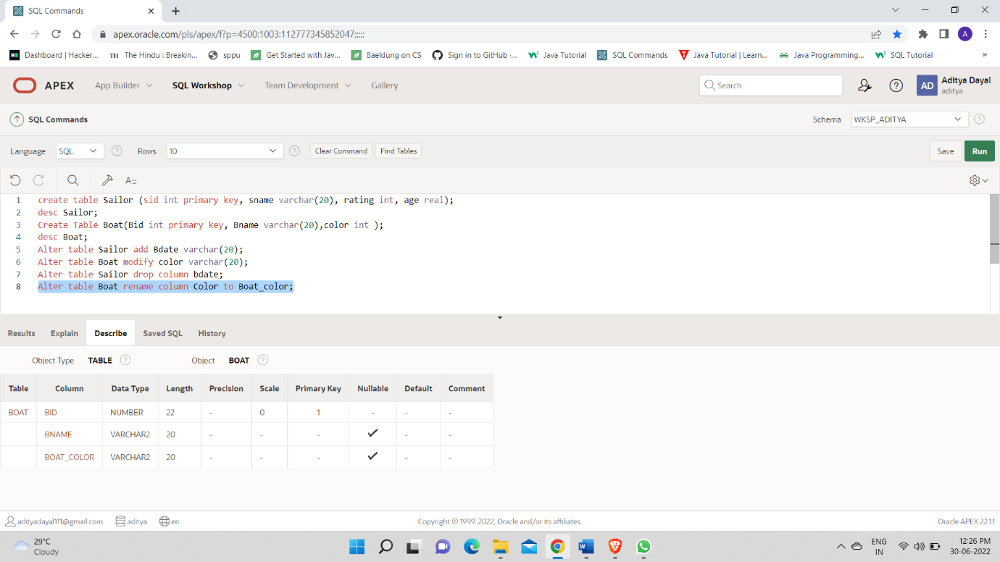 SQL Commands
apex.oracle.com/pls/apex/f?p=4500:1003:112777345852047:::::
A
Dashboard | Hacker... TH The Hindu : Breakin... sppu Get Started with Jav... Baeldung on CS Sign in to GitHub ·... Java Tutorial SQL Commands Java Tutorial | Learn... Java Programming... SQL Tutorial »
APEX App Builder SQL Workshop Team Development Gallery Search AD Aditya Dayal
aditya
SQL Commands Schema WKSP_ADITYA
Language SQL Rows 10 Clear Command Find Tables Save Run
1 create table Sailor (sid int primary key, sname varchar(20), rating int, age real);
2 desc Sailor;
3 Create Table Boat(Bid int primary key, Bname varchar(20),color int );
4 desc Boat;
5 Alter table Sailor add Bdate varchar(20);
6 Alter table Boat modify color varchar(20);
7 Alter table Sailor drop column bdate;
8 Alter table Boat rename column Color to Boat_color;
Results Explain Describe Saved SQL History
Object Type TABLE Object BOAT
Table Column Data Type Length Precision Scale Primary Key Nullable Default Comment
BOAT BID NUMBER 22 - 0 1 - - -
BNAME VARCHAR2 20 - - - ✓ - -
BOAT_COLOR VARCHAR2 20 - - - ✓ - -
adityadayal111@gmail.com aditya en Copyright © 1999, 2022, Oracle and/or its affiliates. Oracle APEX 22.1.1
29°C
Cloudy
ENG
IN
12:26 PM
30-06-2022